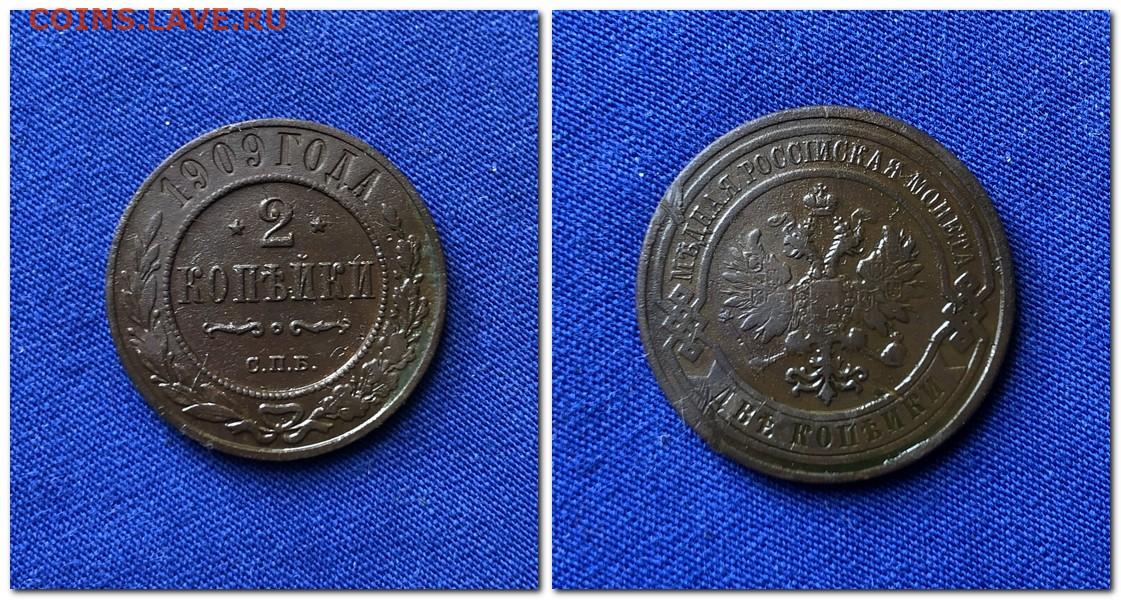 COINS.LAVE.RU
1909 ГОДА
2
КОПѢЙКИ
С.П.Б.
МѢДНАЯ РОССІЙСКАЯ МОНЕТА
ДВѢ КОПѢЙКИ